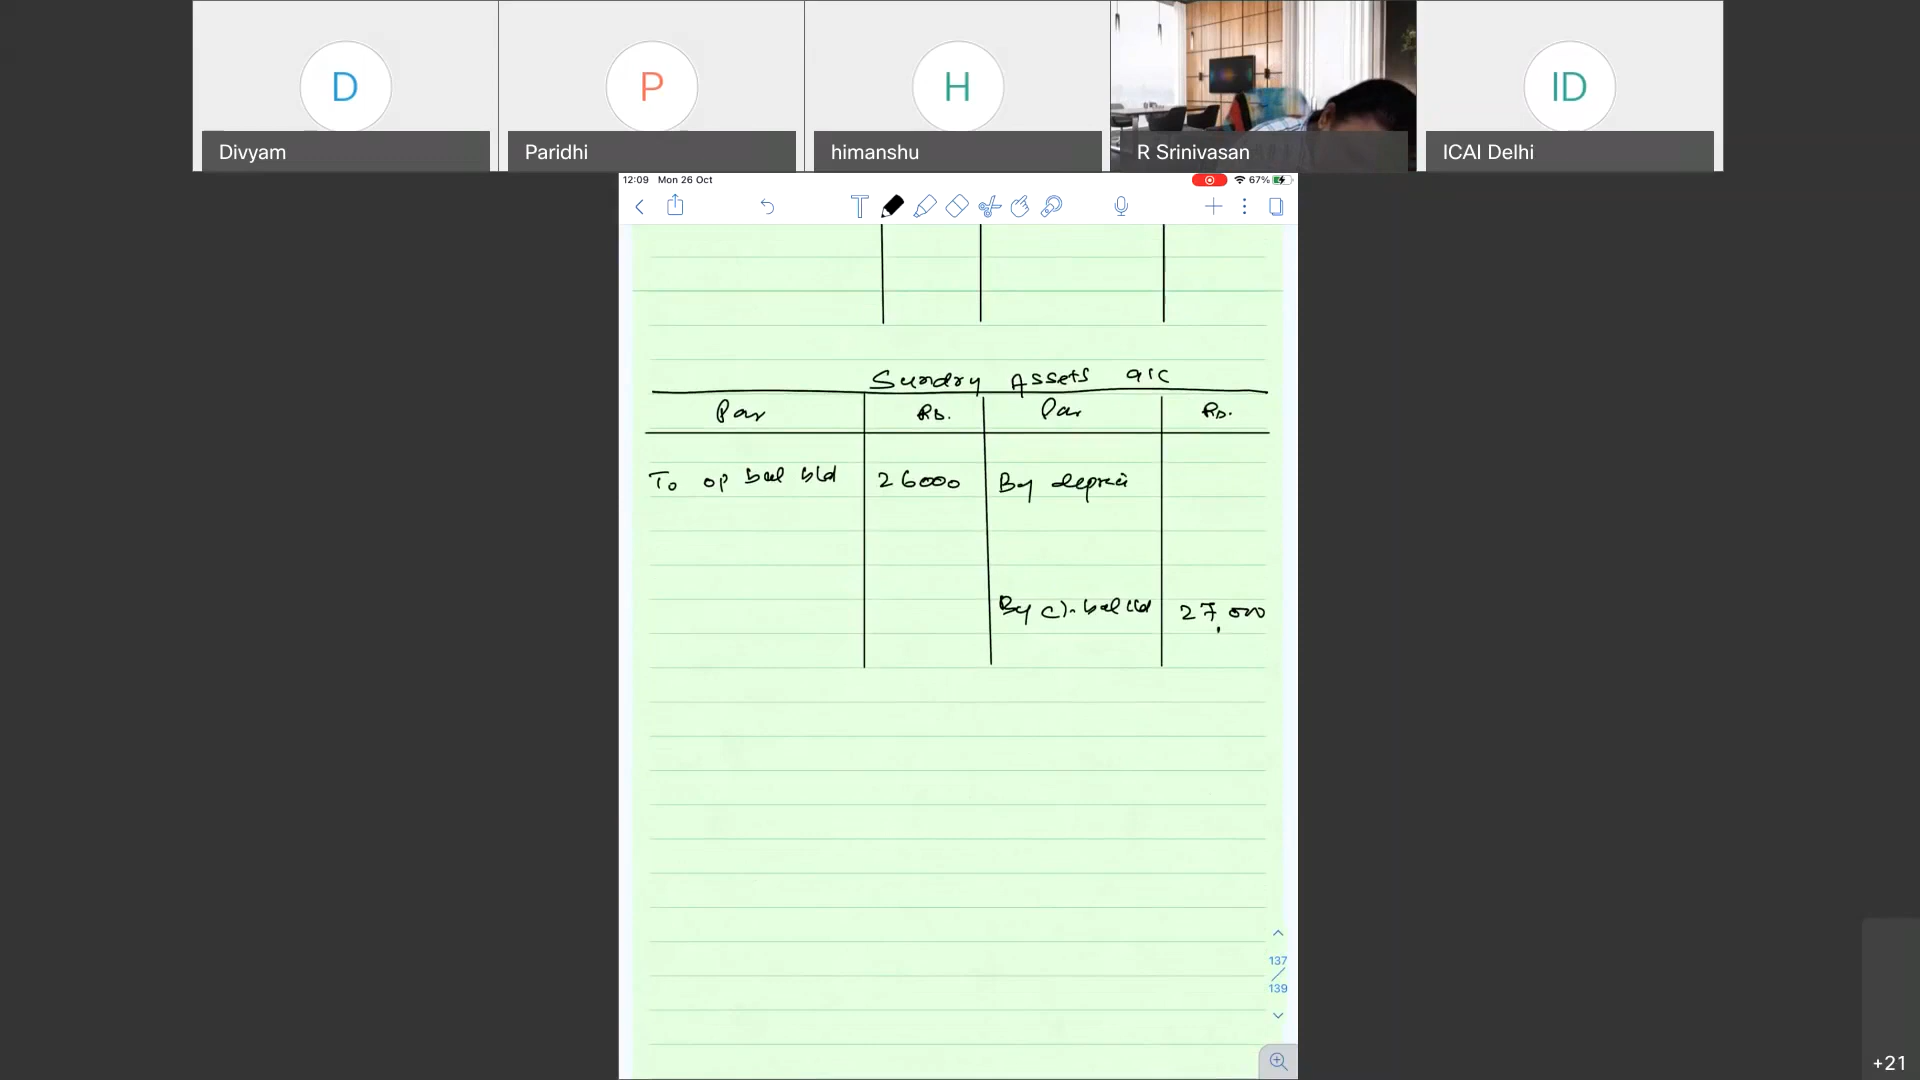 D
P
H
ID
Divyam
Paridhi
himanshu
R Srinivasan
ICAI Delhi
12:09 Mon 26 Oct
67%
T
Sundry Assets a/c
Par Rs. Par Rs.
To op bal b/d 26000 By deprec
By cl. bal c/d 27,000
137
139
+21